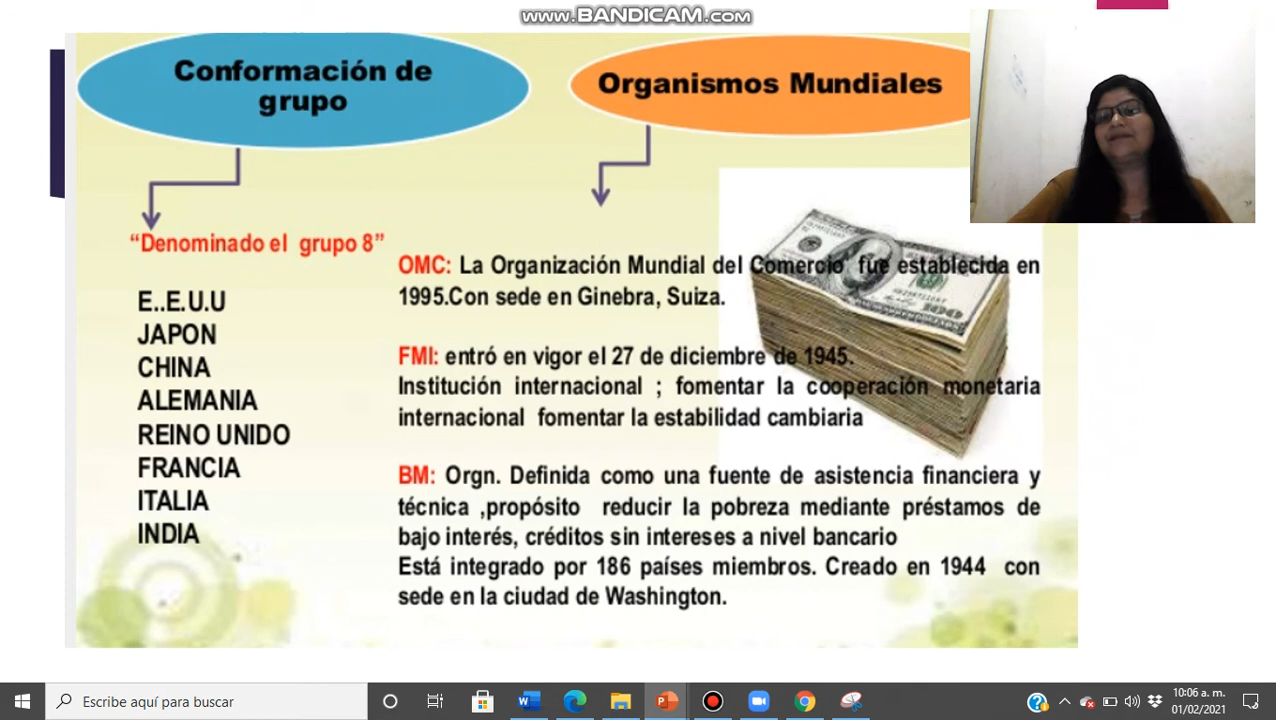 www.BANDICAM.com
Conformación de
grupo
Organismos Mundiales
“Denominado el grupo 8”
E..E.U.U
JAPON
CHINA
ALEMANIA
REINO UNIDO
FRANCIA
ITALIA
INDIA
OMC: La Organización Mundial del Comercio fue establecida en
1995.Con sede en Ginebra, Suiza.
FMI: entró en vigor el 27 de diciembre de 1945.
Institución internacional ; fomentar la cooperación monetaria
internacional fomentar la estabilidad cambiaria
BM: Orgn. Definida como una fuente de asistencia financiera y
técnica ,propósito reducir la pobreza mediante préstamos de
bajo interés, créditos sin intereses a nivel bancario
Está integrado por 186 países miembros. Creado en 1944 con
sede en la ciudad de Washington.
100
Escribe aquí para buscar
10:06 a. m.
01/02/2021